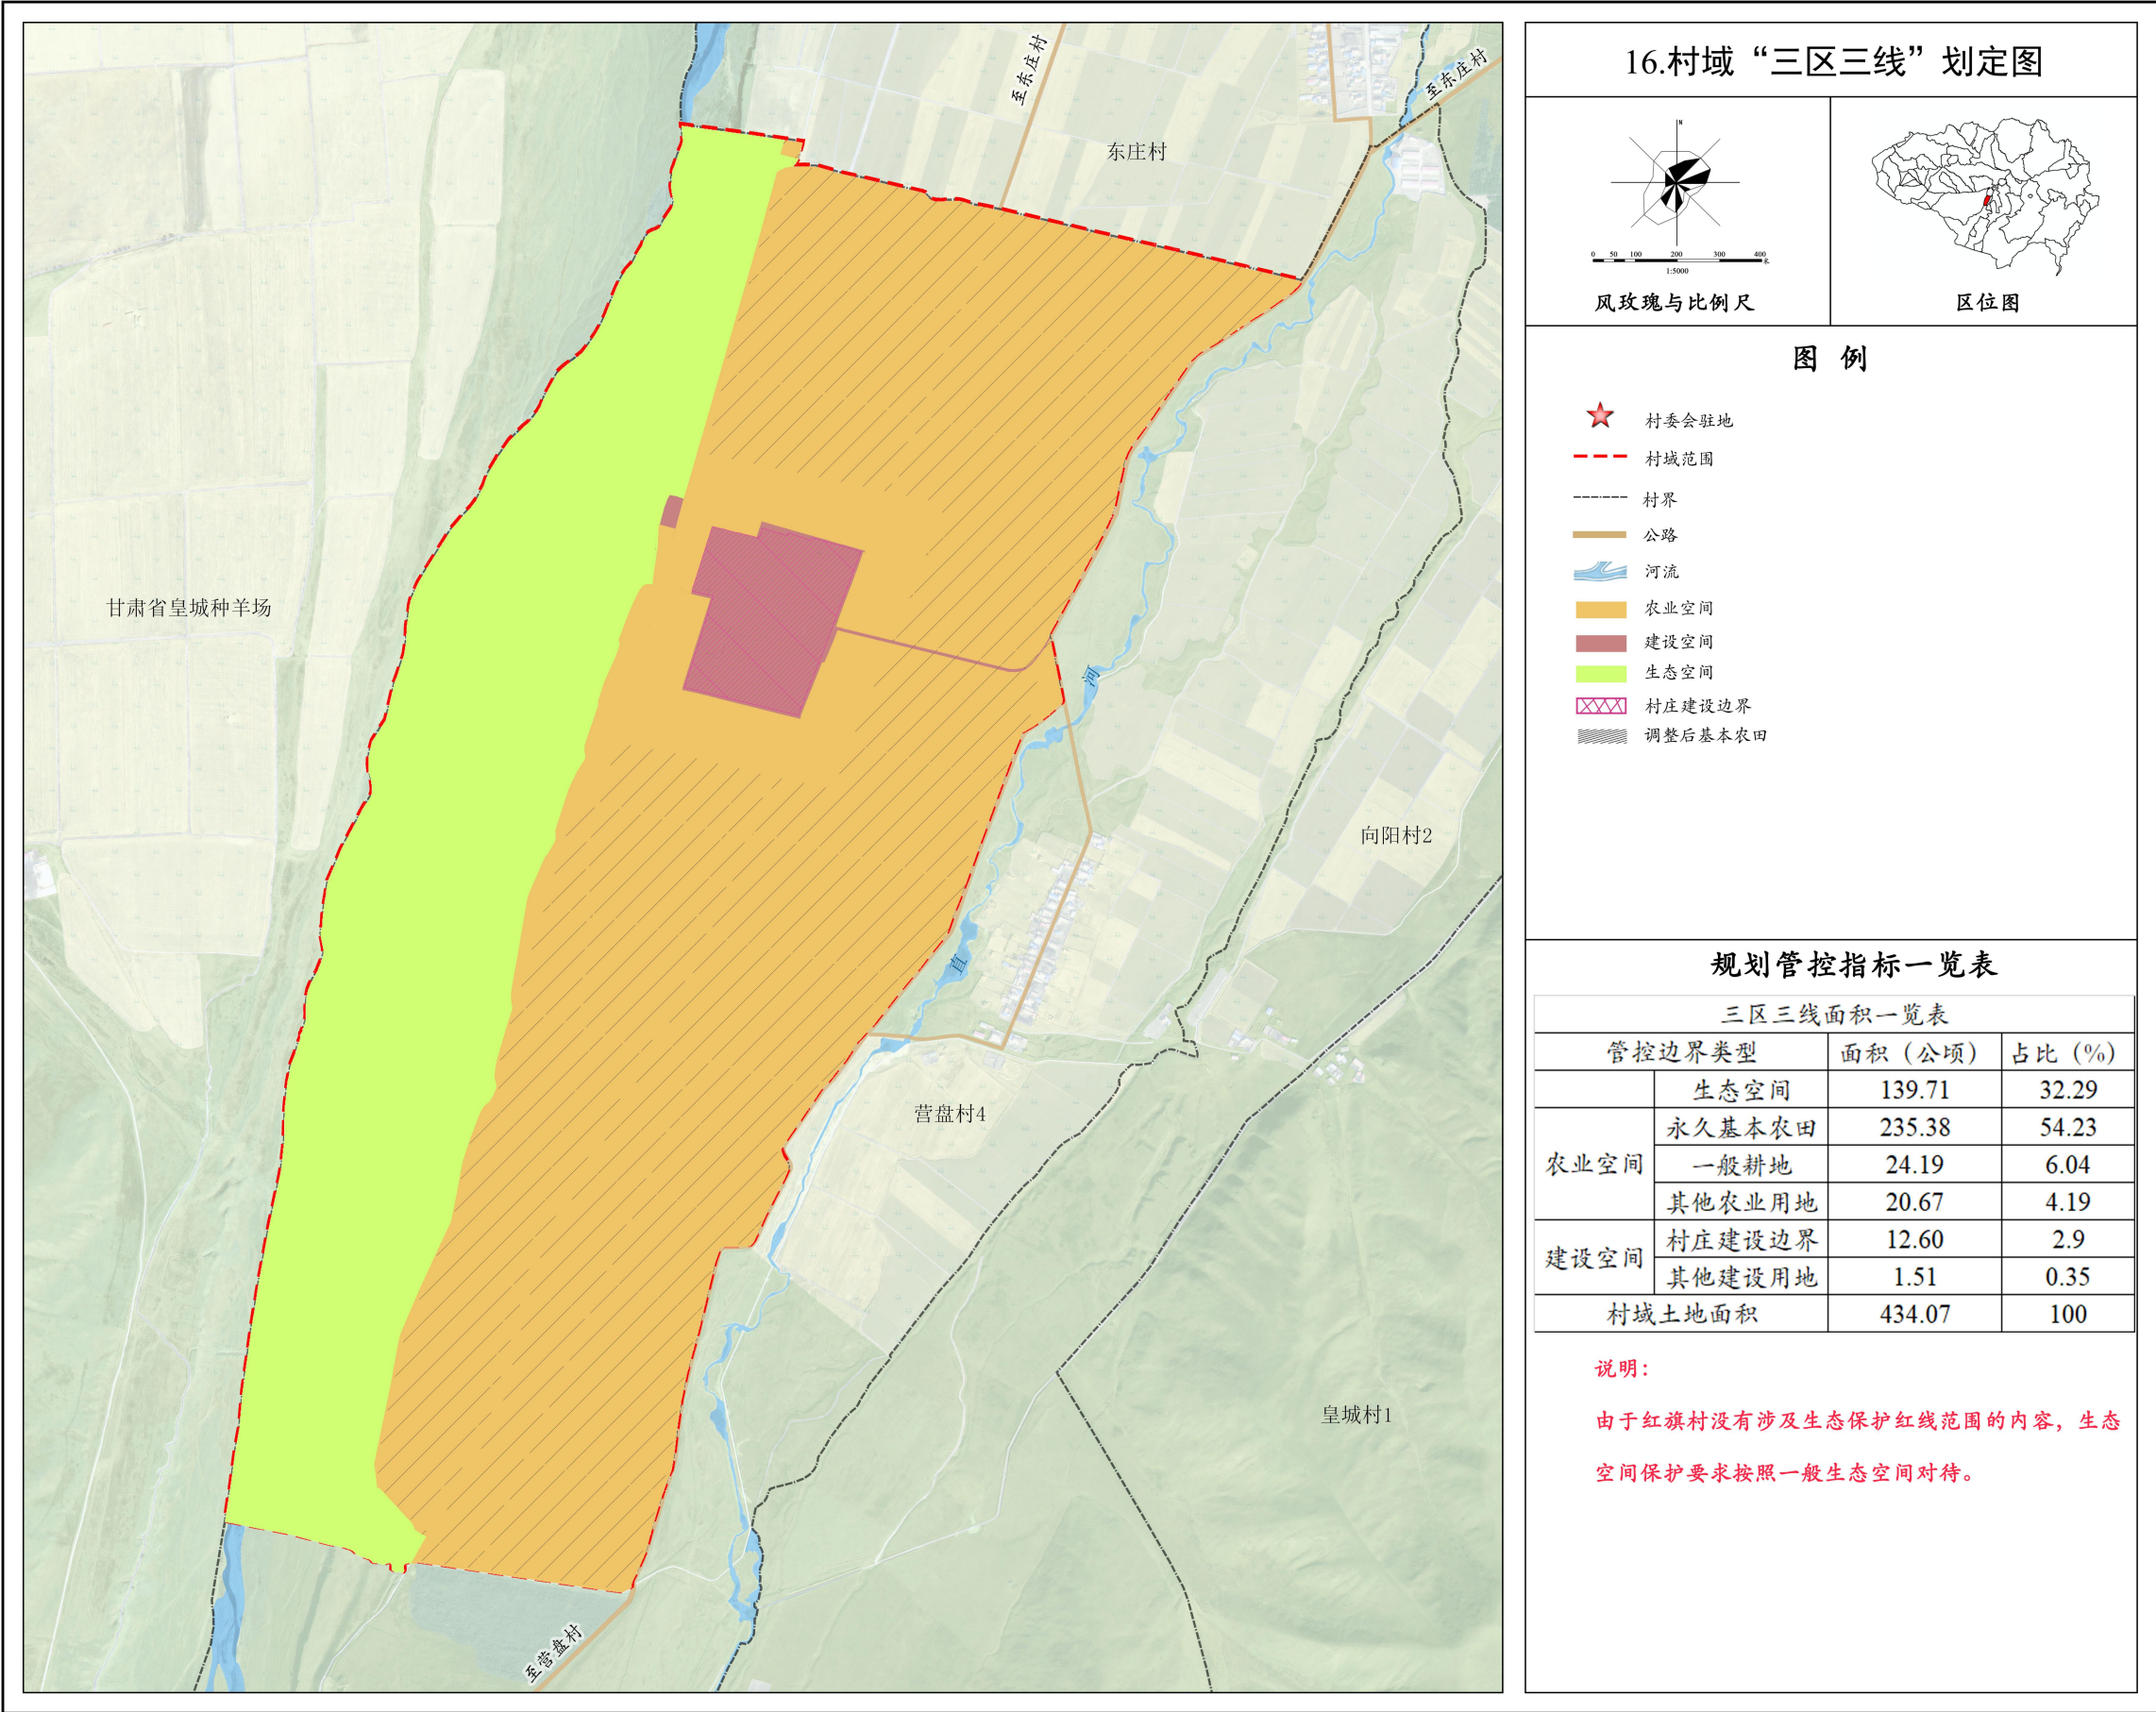 16.村域“三区三线”划定图
N
0 50 100 200 300 400
米
1:5000
风玫瑰与比例尺
区位图
图 例
村委会驻地
村域范围
村界
公路
河流
农业空间
建设空间
生态空间
村庄建设边界
调整后基本农田
规划管控指标一览表
三区三线面积一览表
管控边界类型 面积（公顷） 占比（%）
生态空间 139.71 32.29
农业空间
永久基本农田 235.38 54.23
一般耕地 24.19 6.04
其他农业用地 20.67 4.19
建设空间
村庄建设边界 12.60 2.9
其他建设用地 1.51 0.35
村域土地面积 434.07 100
说明：
由于红旗村没有涉及生态保护红线范围的内容，生态
空间保护要求按照一般生态空间对待。
至东庄村
至东庄村
东庄村
甘肃省皇城种羊场
河
向阳村2
直
营盘村4
皇城村1
至营盘村